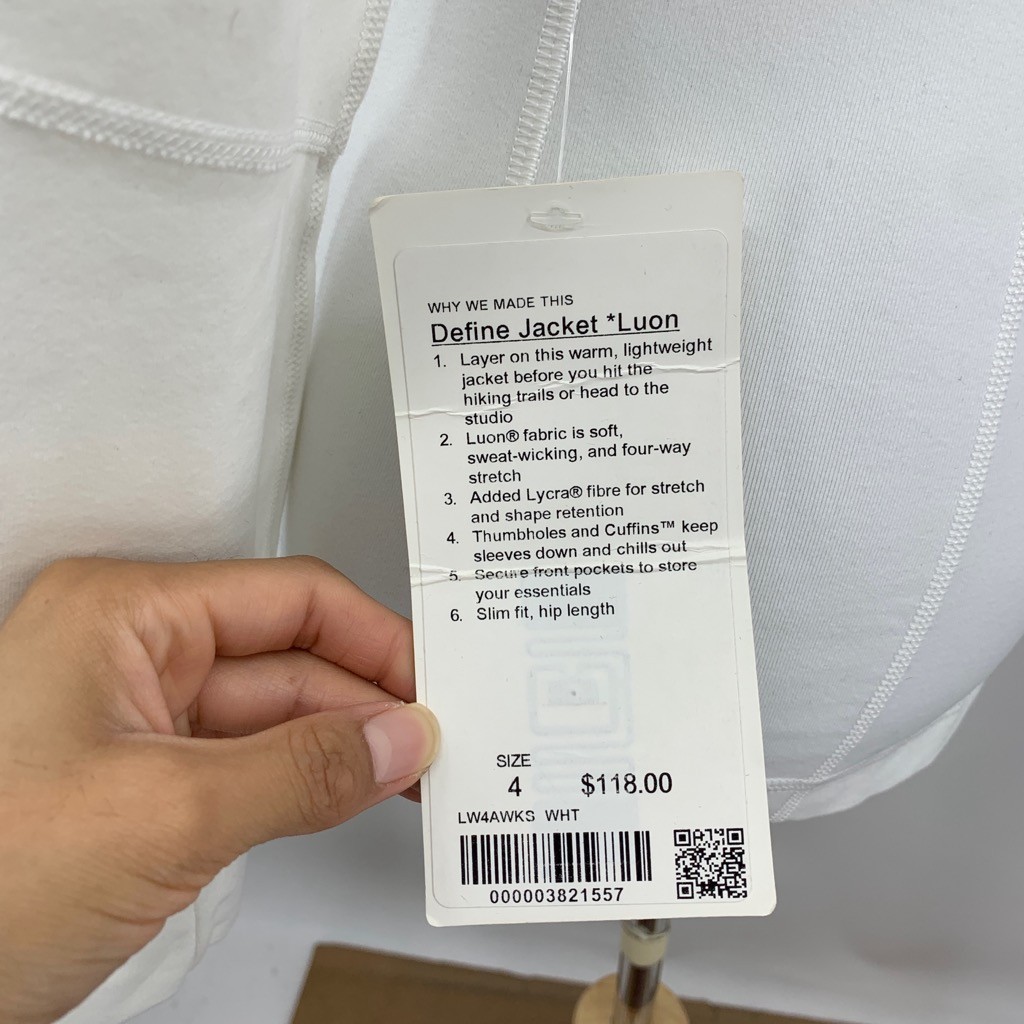 WHY WE MADE THIS
Define Jacket *Luon
1. Layer on this warm, lightweight
jacket before you hit the
hiking trails or head to the
studio
2. Luon® fabric is soft,
sweat-wicking, and four-way
stretch
3. Added Lycra® fibre for stretch
and shape retention
4. Thumbholes and Cuffins™ keep
sleeves down and chills out
5. Secure front pockets to store
your essentials
6. Slim fit, hip length
SIZE
4 $118.00
LW4AWKS WHT
000003821557